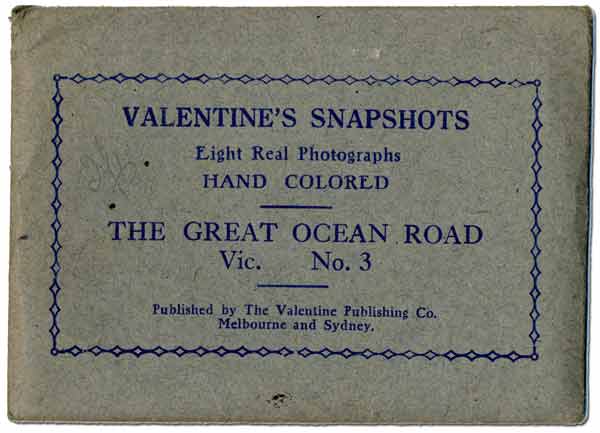 VALENTINE'S SNAPSHOTS
Eight Real Photographs
HAND COLORED
THE GREAT OCEAN ROAD
Vic. No. 3
Published by The Valentine Publishing Co.
Melbourne and Sydney.